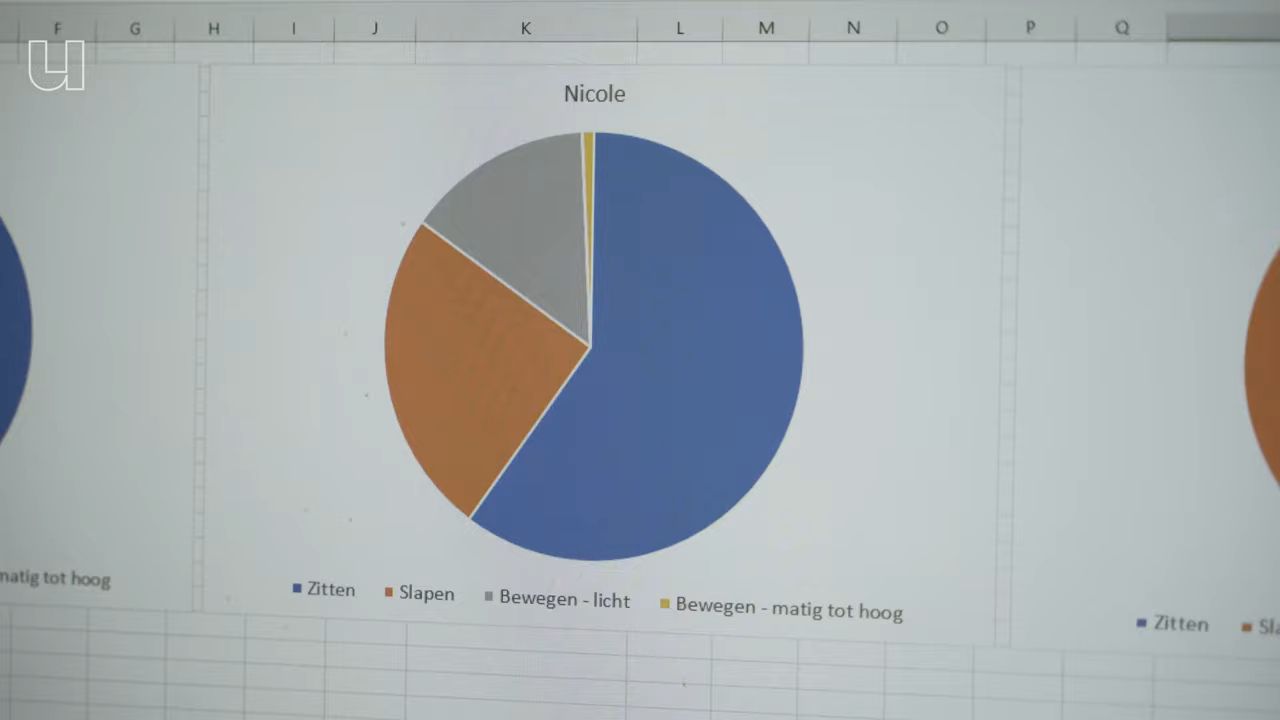 F G H I J K L M N O P Q
u
Nicole
matig tot hoog
Zitten Slapen Bewegen - licht Bewegen - matig tot hoog
Zitten